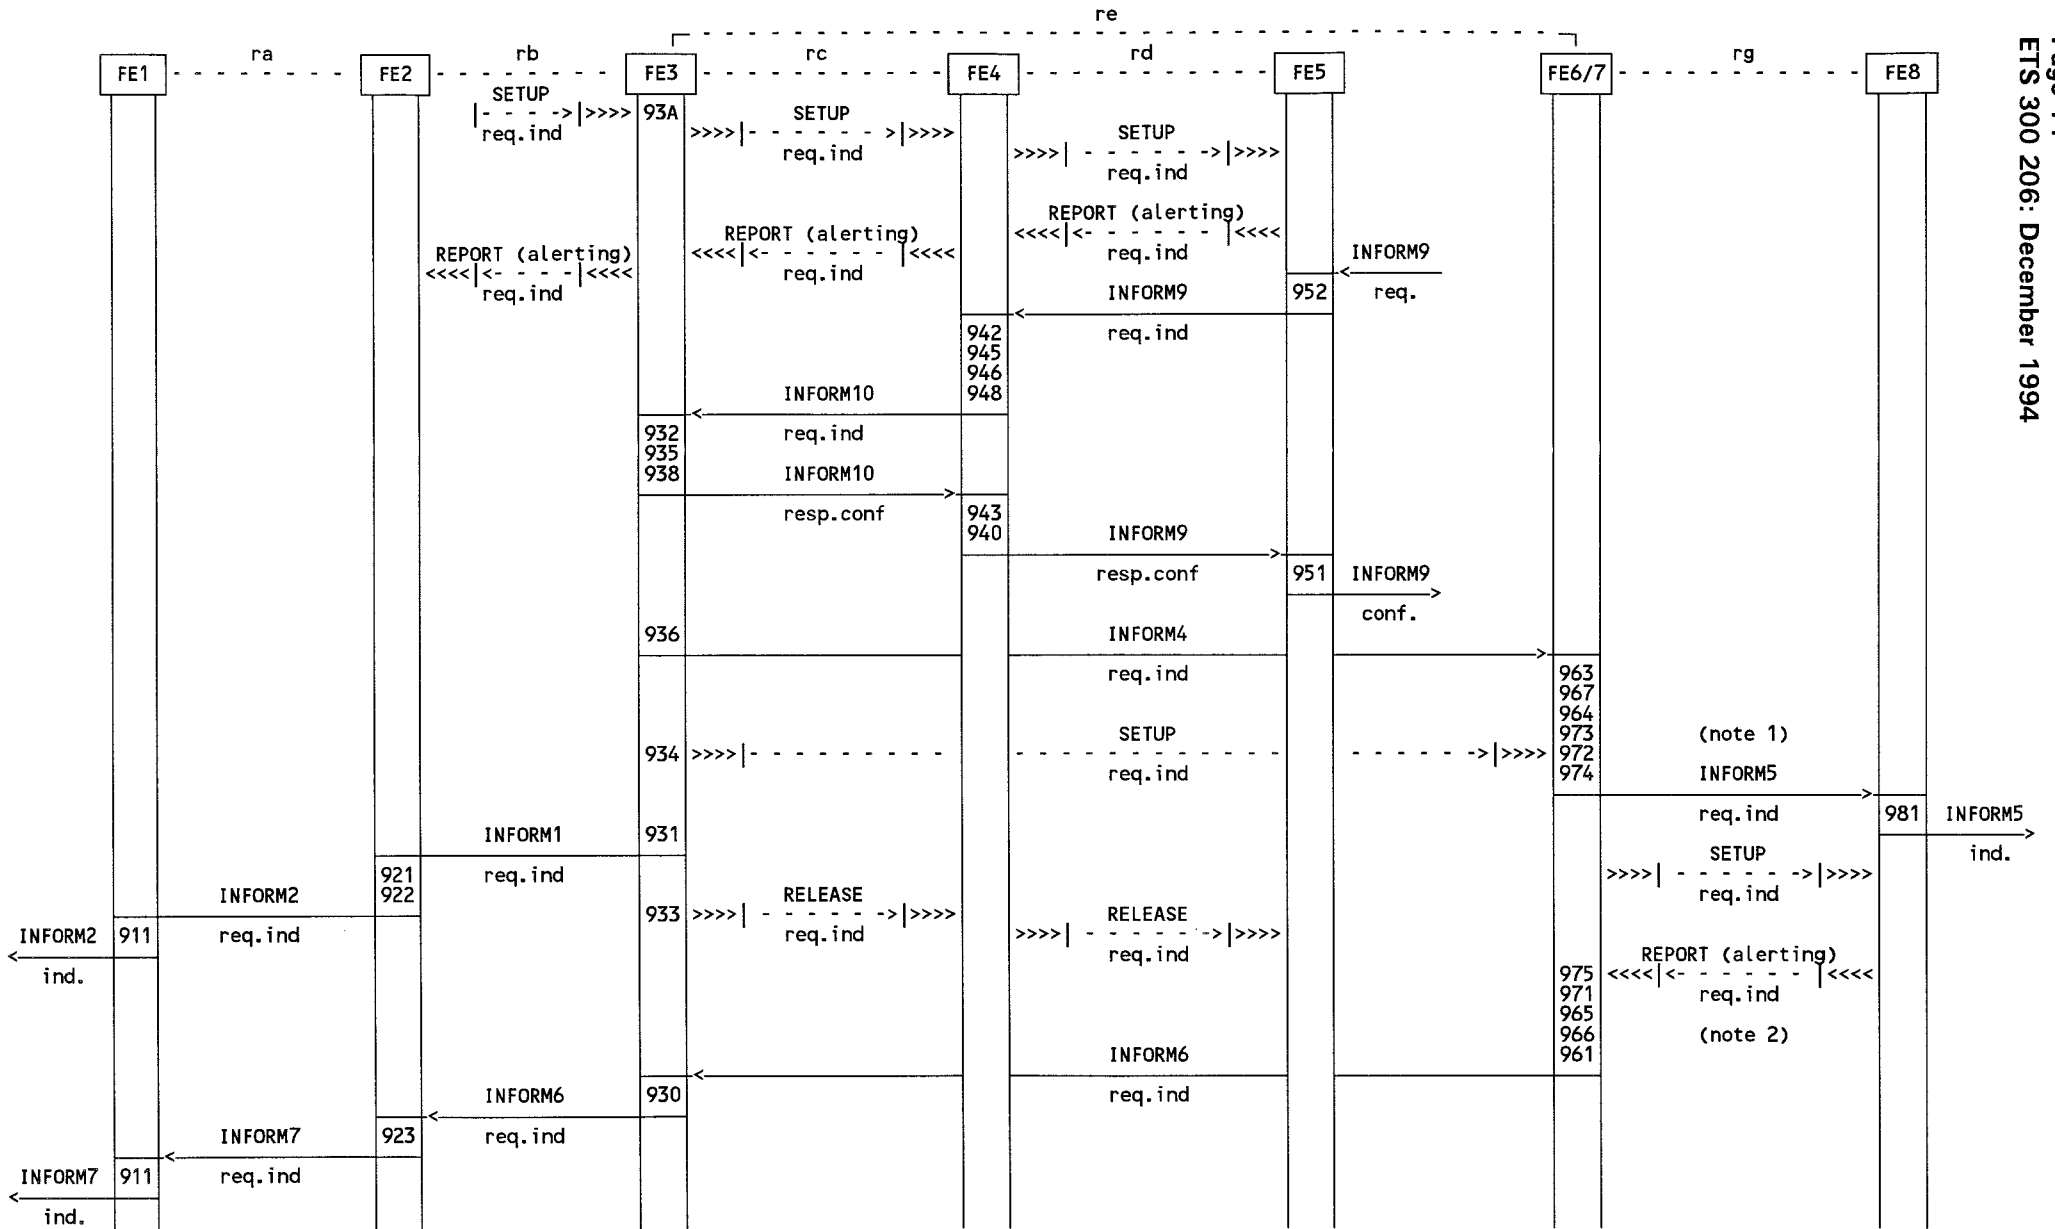 re
ra rb rc rd rg
FE1 FE2 FE3 FE4 FE5 FE6/7 FE8
SETUP
|- - - ->|>>>> 93A
req.ind
SETUP
>>>>|- - - - - - ->|>>>>
req.ind
SETUP
>>>>| - - - - - ->|>>>>
req.ind
REPORT (alerting)
<<<<|<- - - - - - |<<<<
req.ind
REPORT (alerting)
<<<<|<- - - - - - |<<<<
req.ind
REPORT (alerting)
<<<<|<- - - -|<<<<
req.ind
INFORM9
req.
952
INFORM9
req.ind
942
945
946
948
INFORM10
req.ind
932
935
938
INFORM10
resp.conf
943
940
INFORM9
resp.conf
951
INFORM9
conf.
936
INFORM4
req.ind
963
967
964
973
972
974
(note 1)
SETUP
934 >>>>|- - - - - - - - - - - - - - - - - - - - - - - - - - ->|>>>>
req.ind
INFORM5
req.ind
981
INFORM5
ind.
INFORM1
931
req.ind
921
922
INFORM2
req.ind
INFORM2
911
ind.
SETUP
>>>>| - - - - - ->|>>>>
req.ind
RELEASE
933 >>>>| - - - - - ->|>>>>
req.ind
RELEASE
>>>>| - - - - - ->|>>>>
req.ind
REPORT (alerting)
<<<<|<- - - - - - |<<<<
req.ind
975
971
965
966
961
(note 2)
INFORM6
req.ind
930
INFORM6
req.ind
923
INFORM7
req.ind
911
INFORM7
ind.
ETS 300 206: December 1994